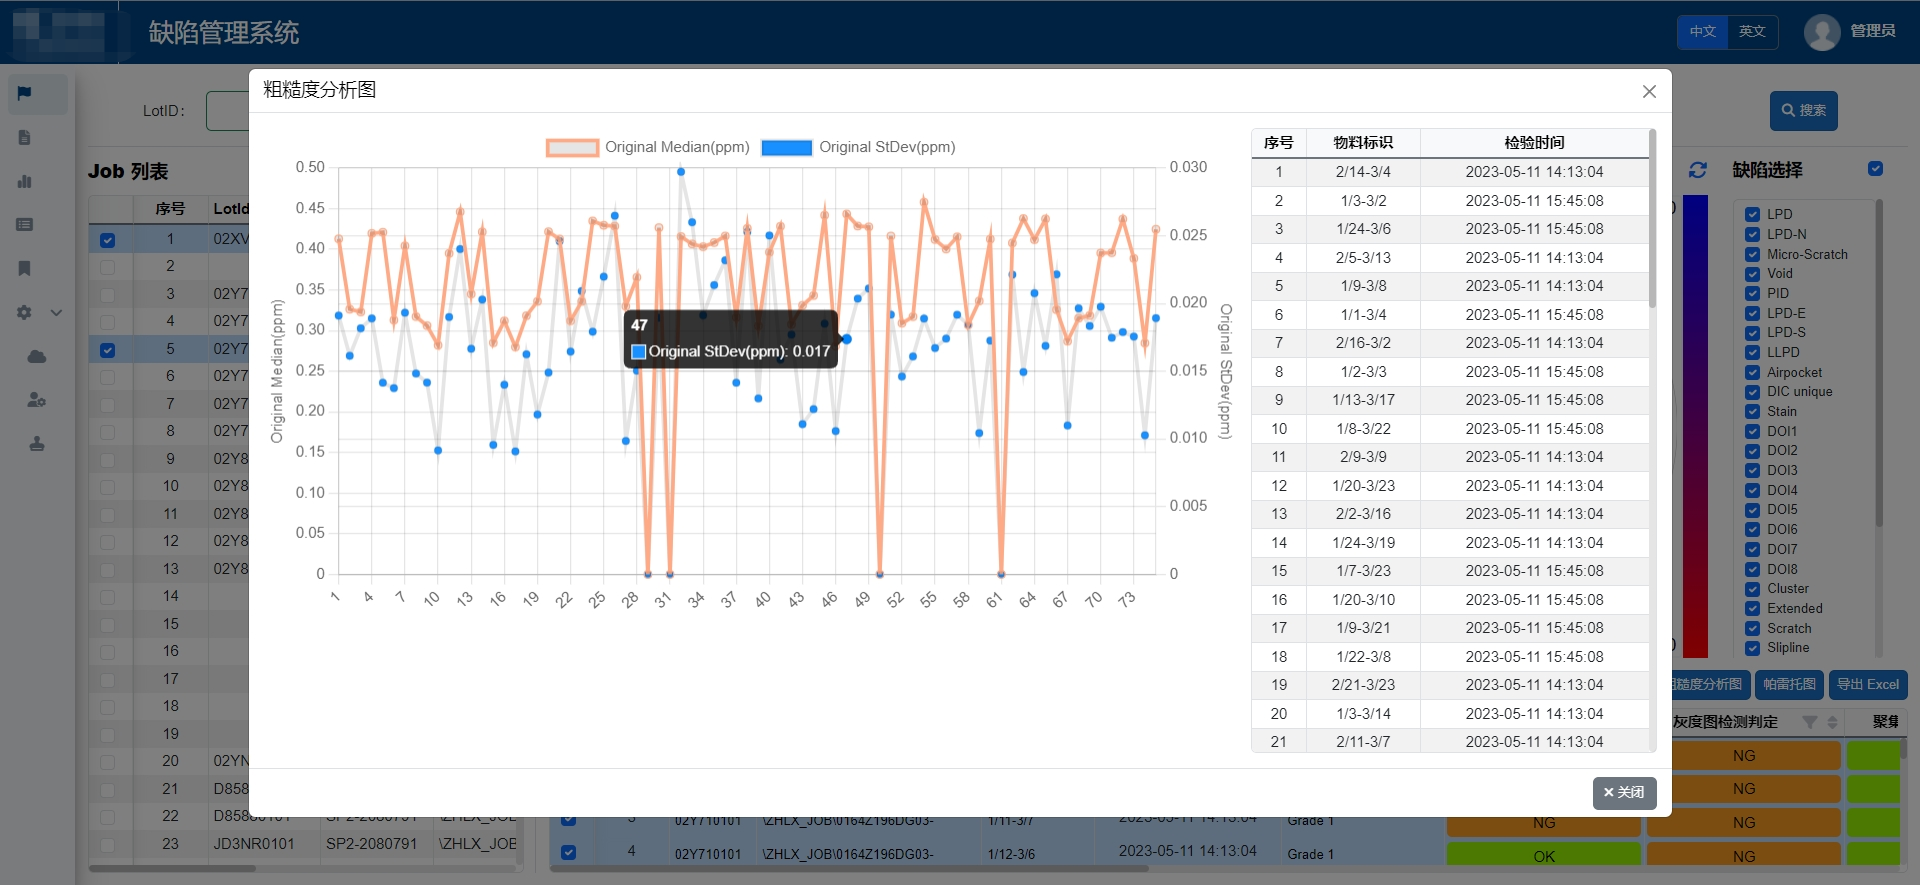 缺陷管理系统
中文 英文 管理员
粗糙度分析图
LotID：
搜索
Original Median(ppm) Original StDev(ppm)
Job 列表
缺陷选择
序号 LotId
1 02XV
2
3 02Y7
4 02Y7
5 02Y7
6 02Y7
7 02Y7
8 02Y7
9 02Y8
10 02Y8
11 02Y8
12 02Y8
13 02Y8
14
15
16
17
18
19
20 02YN
21 D858
22 D8588
23 JD3NR0101 SP2-2080791 \ZHLX_JOB
Original Median(ppm)
0.50
0.45
0.40
0.35
0.30
0.25
0.20
0.15
0.10
0.05
0
47
Original StDev(ppm): 0.017
Original StDev(ppm)
0.030
0.025
0.020
0.015
0.010
0.005
0
1 4 7 10 13 16 19 22 25 28 31 34 37 40 43 46 49 52 55 58 61 64 67 70 73
序号 物料标识 检验时间
1 2/14-3/4 2023-05-11 14:13:04
2 1/3-3/2 2023-05-11 15:45:08
3 1/24-3/6 2023-05-11 15:45:08
4 2/5-3/13 2023-05-11 14:13:04
5 1/9-3/8 2023-05-11 14:13:04
6 1/1-3/4 2023-05-11 15:45:08
7 2/16-3/2 2023-05-11 14:13:04
8 1/2-3/3 2023-05-11 15:45:08
9 1/13-3/17 2023-05-11 15:45:08
10 1/8-3/22 2023-05-11 15:45:08
11 2/9-3/9 2023-05-11 14:13:04
12 1/20-3/23 2023-05-11 14:13:04
13 2/2-3/16 2023-05-11 14:13:04
14 1/24-3/19 2023-05-11 14:13:04
15 1/7-3/23 2023-05-11 15:45:08
16 1/20-3/10 2023-05-11 15:45:08
17 1/9-3/21 2023-05-11 15:45:08
18 1/22-3/8 2023-05-11 15:45:08
19 2/21-3/23 2023-05-11 14:13:04
20 1/3-3/14 2023-05-11 14:13:04
21 2/11-3/7 2023-05-11 14:13:04
关闭
LPD
LPD-N
Micro-Scratch
Void
PID
LPD-E
LPD-S
LLPD
Airpocket
DIC unique
Stain
DOI1
DOI2
DOI3
DOI4
DOI5
DOI6
DOI7
DOI8
Cluster
Extended
Scratch
Slipline
糙度分析图 帕雷托图 导出 Excel
灰度图检测判定 聚集
NG
NG
3 02Y710101 \ZHLX_JOB\0164Z196DG03- 1/11-3/7 2023-05-11 14:13:04 Grade 1 NG NG
4 02Y710101 \ZHLX_JOB\0164Z196DG03- 1/12-3/6 2023-05-11 14:13:04 Grade 1 OK NG